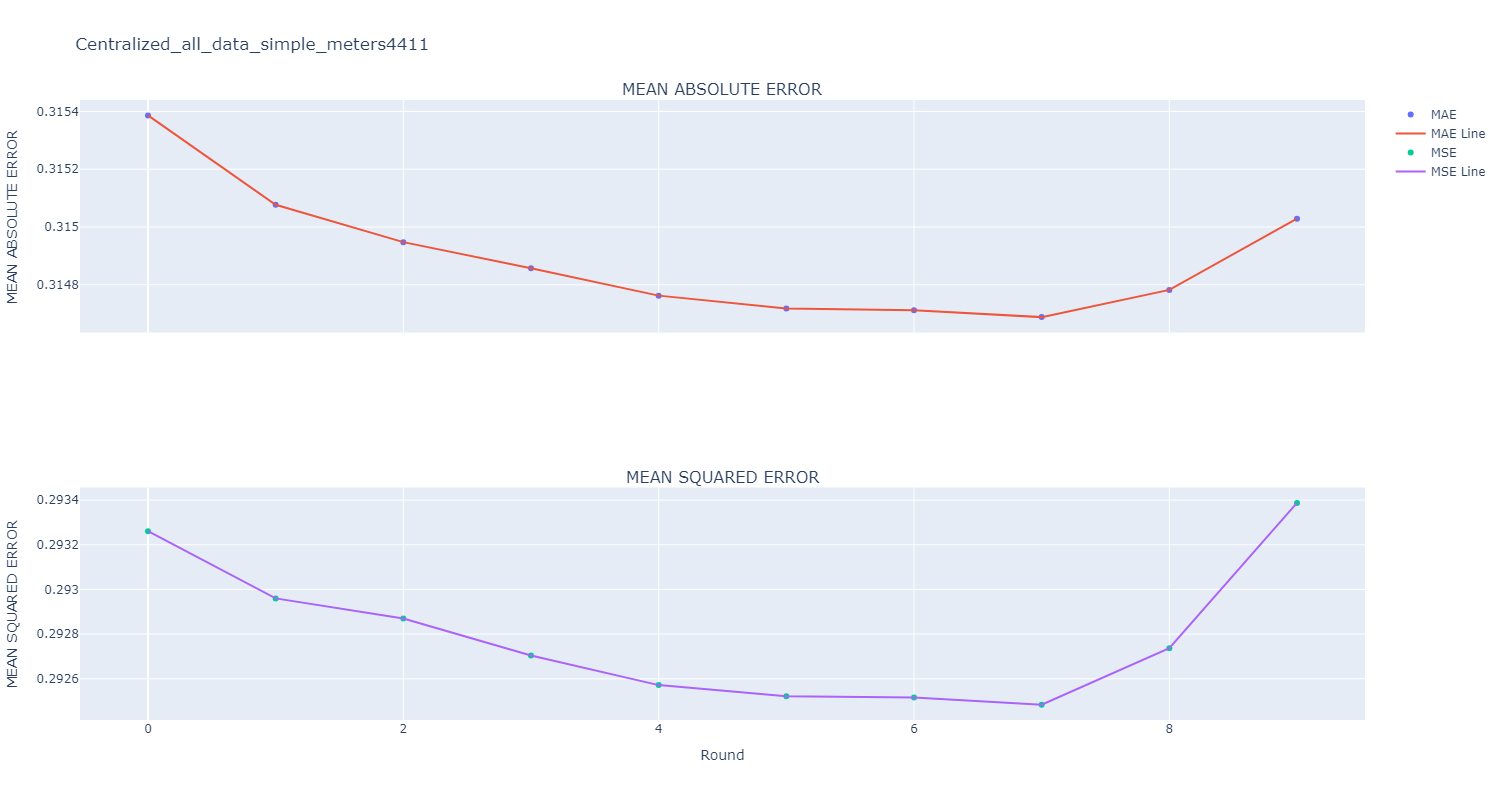 Centralized_all_data_simple_meters4411
MEAN ABSOLUTE ERROR
MEAN ABSOLUTE ERROR
0.3154
0.3152
0.315
0.3148
MAE
MAE Line
MSE
MSE Line
MEAN SQUARED ERROR
MEAN SQUARED ERROR
0.2934
0.2932
0.293
0.2928
0.2926
0 2 4 6 8
Round